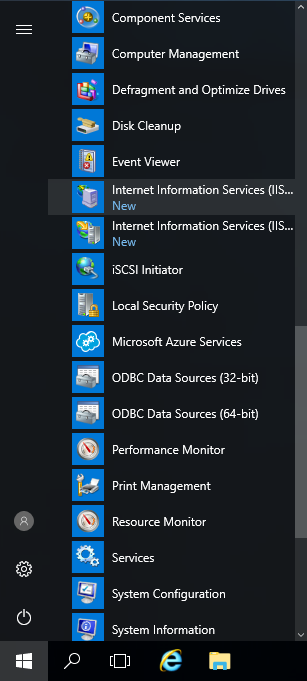 Component Services
Computer Management
Defragment and Optimize Drives
Disk Cleanup
Event Viewer
Internet Information Services (IIS...
New
Internet Information Services (IIS...
New
iSCSI Initiator
Local Security Policy
Microsoft Azure Services
ODBC Data Sources (32-bit)
ODBC Data Sources (64-bit)
Performance Monitor
Print Management
Resource Monitor
Services
System Configuration
System Information